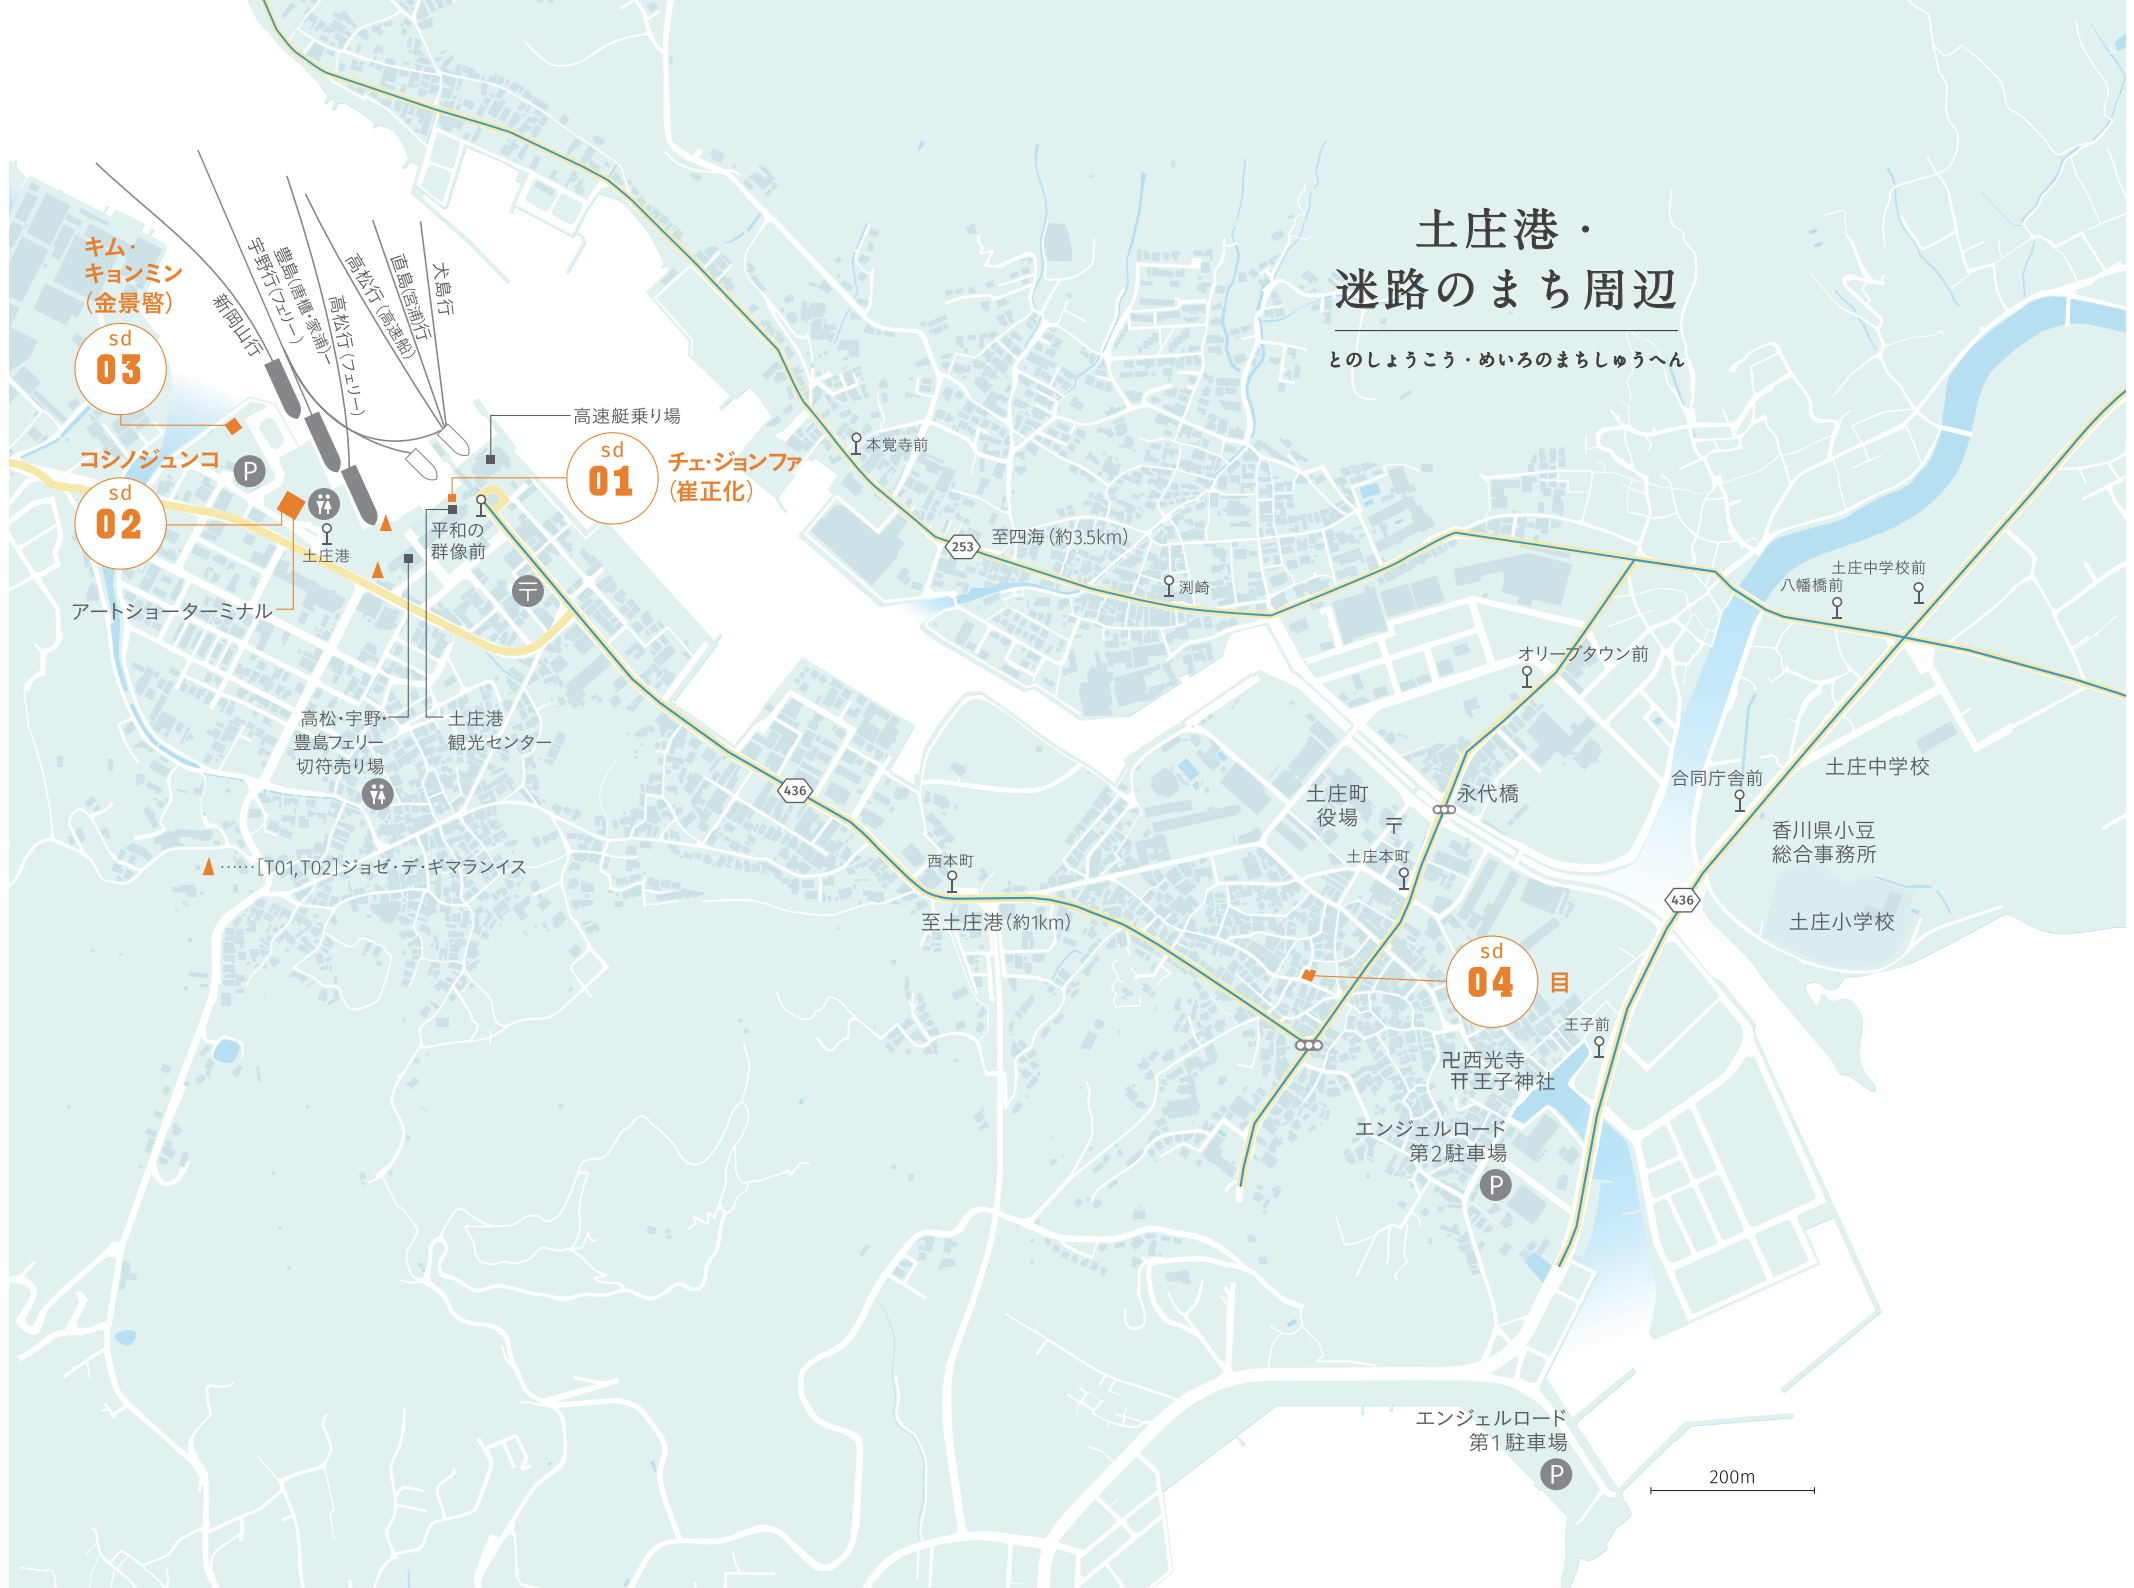 土庄港・
迷路のまち周辺
とのしょうこう・めいろのまちしゅうへん
キム・
キョンミン
(金景暋)
sd
03
コシノジュンコ
sd
02
アートショーターミナル
新岡山行
宇野行(フェリー)
豊島(唐櫃・家浦)ー
高松行(フェリー)
高松行(高速船)
直島(宮浦)行
犬島行
高速艇乗り場
sd
01
チェ・ジョンファ
(崔正化)
P
土庄港
平和の
群像前
〒
高松・宇野・
豊島フェリー
切符売り場
土庄港
観光センター
……[T01,T02]ジョゼ・デ・ギマランイス
本覚寺前
253
至四海(約3.5km)
渕崎
436
西本町
至土庄港(約1km)
オリーブタウン前
土庄中学校前
八幡橋前
土庄中学校
合同庁舎前
香川県小豆
総合事務所
土庄小学校
436
土庄町
役場
〒
永代橋
土庄本町
sd
04
目
王子前
卍西光寺
王子神社
エンジェルロード
第2駐車場
P
エンジェルロード
第1駐車場
P
200m